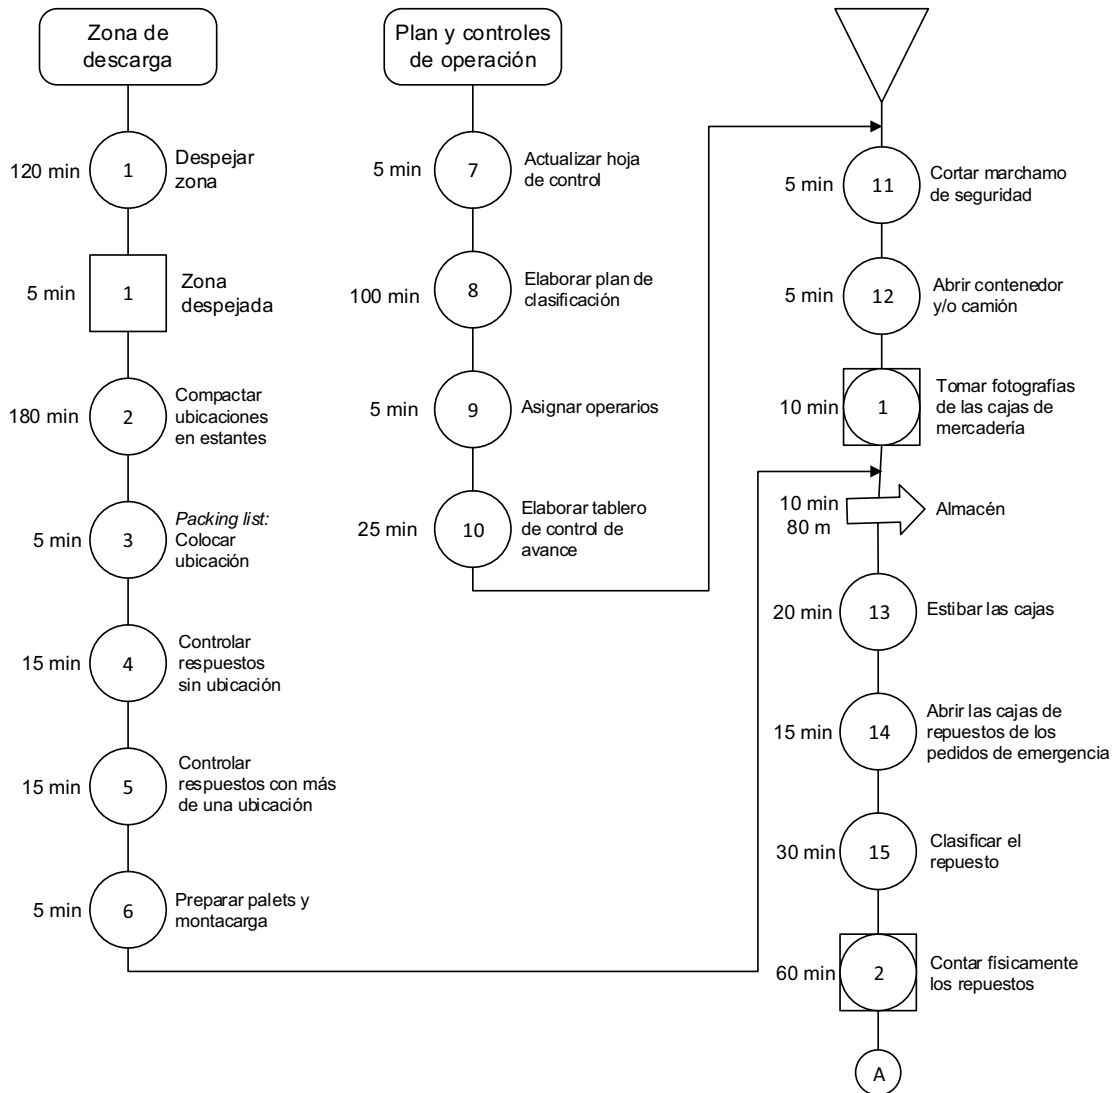 Zona de
descarga
120 min
1
Despejar
zona
5 min
1
Zona
despejada
180 min
2
Compactar
ubicaciones
en estantes
5 min
3
Packing list:
Colocar
ubicación
15 min
4
Controlar
respuestos
sin ubicación
15 min
5
Controlar
respuestos con más
de una ubicación
5 min
6
Preparar palets y
montacarga
Plan y controles
de operación
5 min
7
Actualizar hoja
de control
100 min
8
Elaborar plan de
clasificación
5 min
9
Asignar operarios
25 min
10
Elaborar tablero
de control de
avance
5 min
11
Cortar marchamo
de seguridad
5 min
12
Abrir contenedor
y/o camión
10 min
1
Tomar fotografías
de las cajas de
mercadería
10 min
80 m
Almacén
20 min
13
Estibar las cajas
15 min
14
Abrir las cajas de
repuestos de los
pedidos de emergencia
30 min
15
Clasificar el
repuesto
60 min
2
Contar físicamente
los repuestos
A